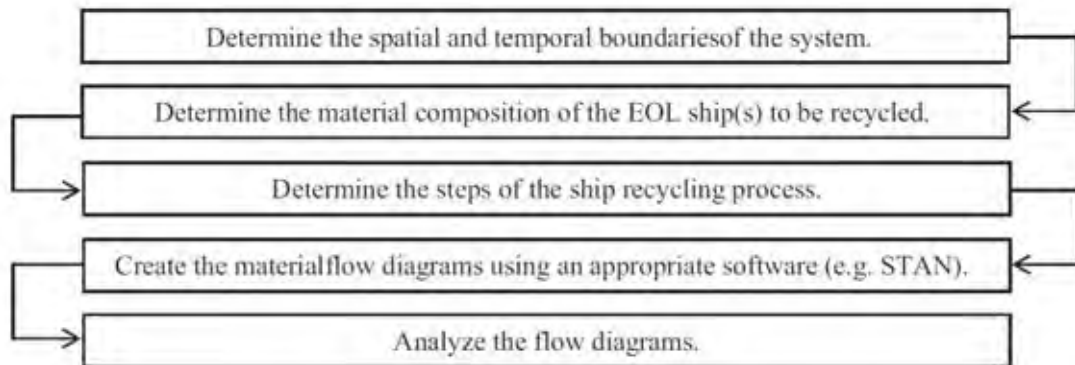 Determine the spatial and temporal boundariesof the system.
Determine the material composition of the EOL ship(s) to be recycled.
Determine the steps of the ship recycling process.
Create the materialflow diagrams using an appropriate software (e.g. STAN).
Analyze the flow diagrams.